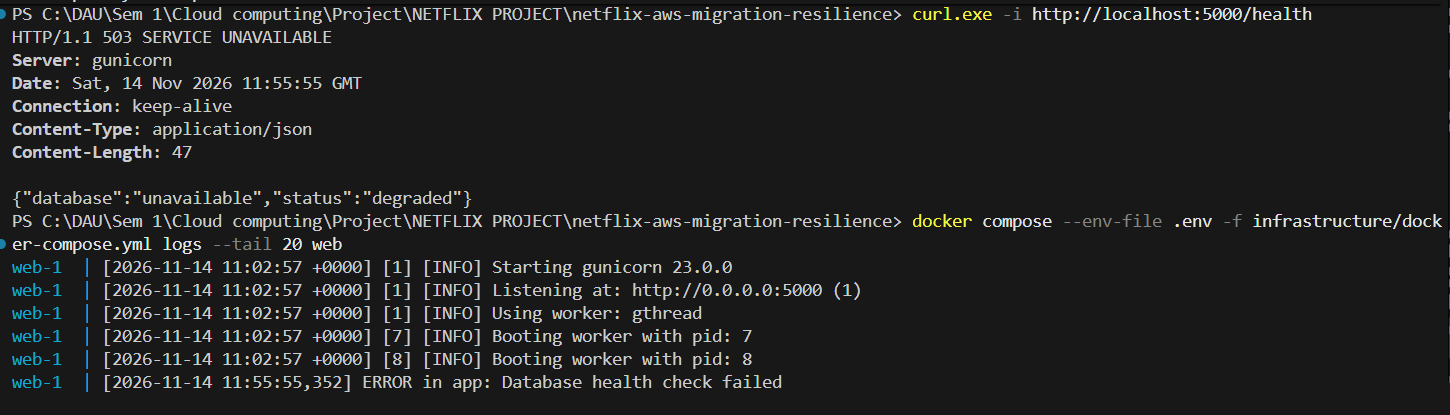 PS C:\DAU\Sem 1\Cloud computing\Project\NETFLIX PROJECT\netflix-aws-migration-resilience> curl.exe -i http://localhost:5000/health
HTTP/1.1 503 SERVICE UNAVAILABLE
Server: gunicorn
Date: Sat, 14 Nov 2026 11:55:55 GMT
Connection: keep-alive
Content-Type: application/json
Content-Length: 47

{"database":"unavailable","status":"degraded"}
PS C:\DAU\Sem 1\Cloud computing\Project\NETFLIX PROJECT\netflix-aws-migration-resilience> docker compose --env-file .env -f infrastructure/dock
er-compose.yml logs --tail 20 web
web-1  | [2026-11-14 11:02:57 +0000] [1] [INFO] Starting gunicorn 23.0.0
web-1  | [2026-11-14 11:02:57 +0000] [1] [INFO] Listening at: http://0.0.0.0:5000 (1)
web-1  | [2026-11-14 11:02:57 +0000] [1] [INFO] Using worker: gthread
web-1  | [2026-11-14 11:02:57 +0000] [7] [INFO] Booting worker with pid: 7
web-1  | [2026-11-14 11:02:57 +0000] [8] [INFO] Booting worker with pid: 8
web-1  | [2026-11-14 11:55:55,352] ERROR in app: Database health check failed